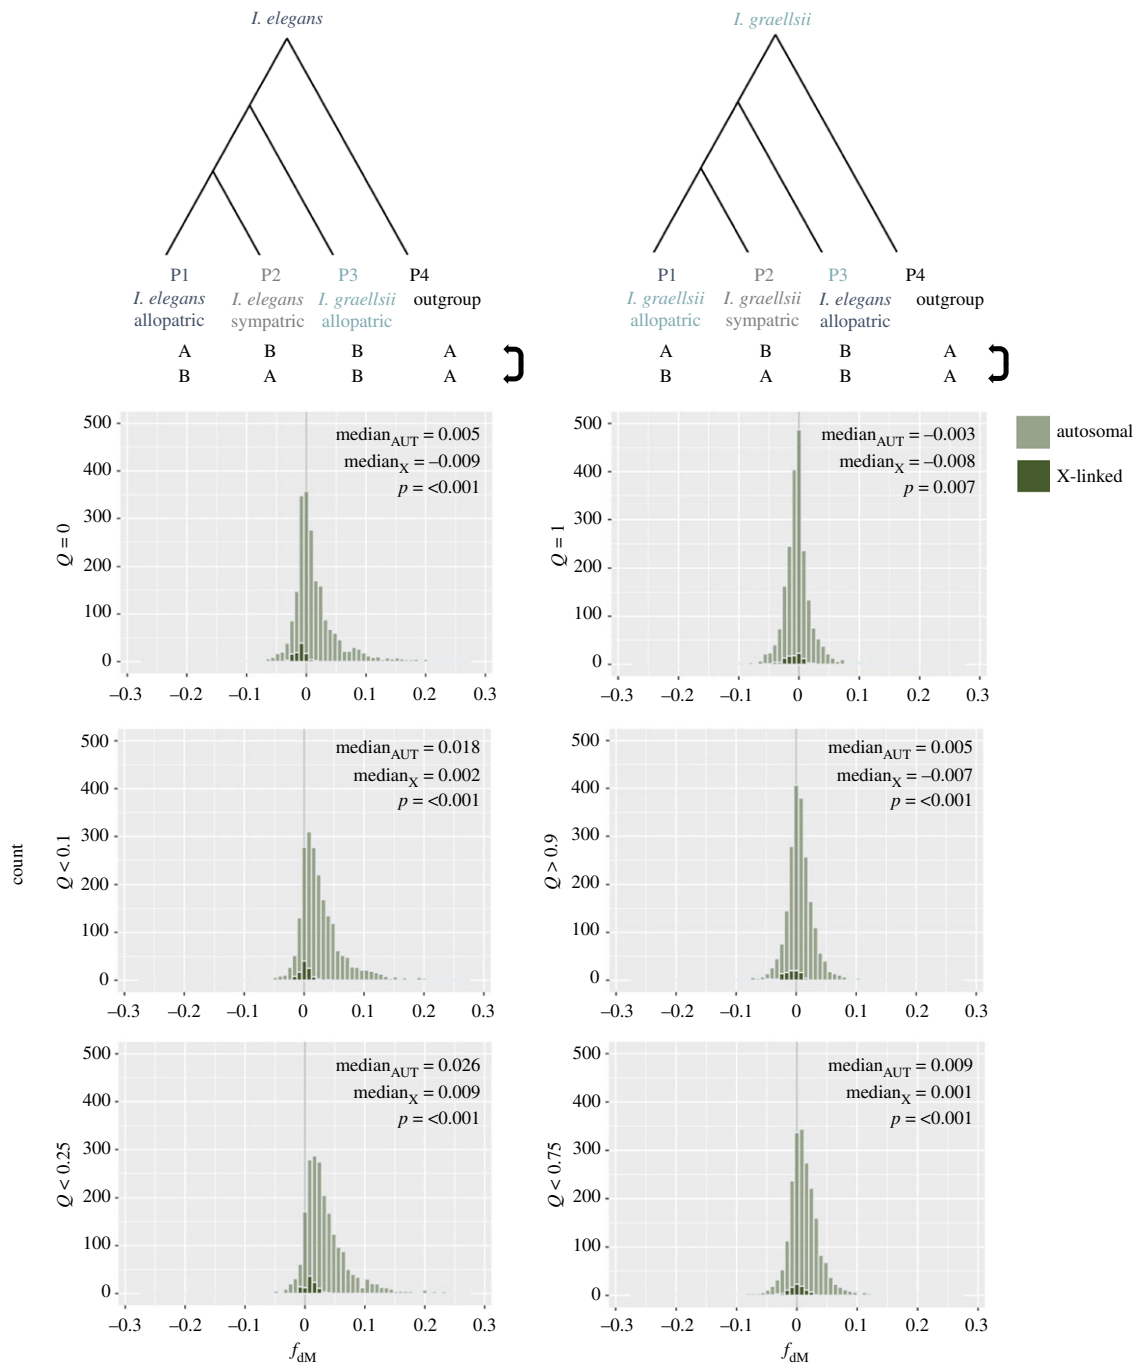 I. elegans
I. graellsii
P1 P2 P3 P4
I. elegans I. elegans I. graellsii outgroup
allopatric sympatric allopatric
A B B A
B A B A
P1 P2 P3 P4
I. graellsii I. graellsii I. elegans outgroup
allopatric sympatric allopatric
A B B A
B A B A
autosomal
X-linked
count
Q = 0
500
400
300
200
100
0
median_AUT = 0.005
median_X = –0.009
p = <0.001
–0.3 –0.2 –0.1 0 0.1 0.2 0.3
Q = 1
500
400
300
200
100
0
median_AUT = –0.003
median_X = –0.008
p = 0.007
–0.3 –0.2 –0.1 0 0.1 0.2 0.3
Q < 0.1
500
400
300
200
100
0
median_AUT = 0.018
median_X = 0.002
p = <0.001
–0.3 –0.2 –0.1 0 0.1 0.2 0.3
Q > 0.9
500
400
300
200
100
0
median_AUT = 0.005
median_X = –0.007
p = <0.001
–0.3 –0.2 –0.1 0 0.1 0.2 0.3
Q < 0.25
500
400
300
200
100
0
median_AUT = 0.026
median_X = 0.009
p = <0.001
–0.3 –0.2 –0.1 0 0.1 0.2 0.3
f_dM
Q < 0.75
500
400
300
200
100
0
median_AUT = 0.009
median_X = 0.001
p = <0.001
–0.3 –0.2 –0.1 0 0.1 0.2 0.3
f_dM